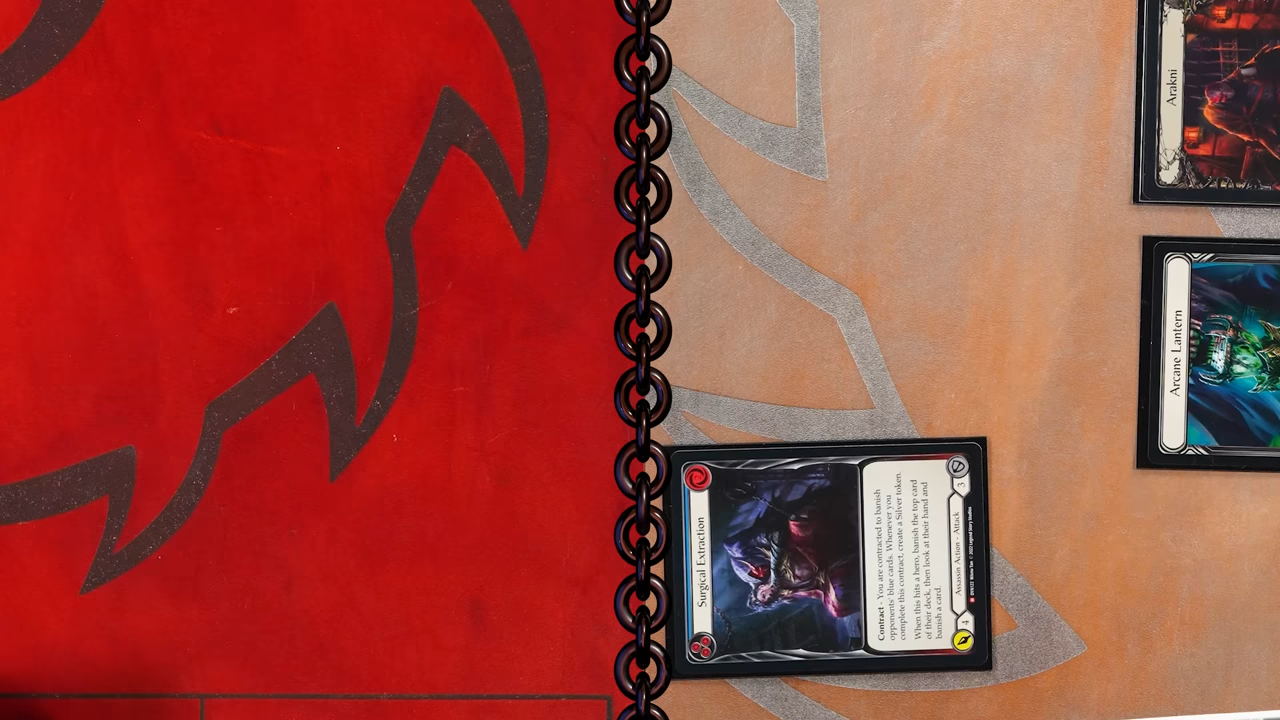 Arakni
Arcane Lantern
Surgical Extraction
Contract - You are contracted to banish
opponents' blue cards. Whenever you
complete this contract, create a Silver token.
When this hits a hero, banish the top card
of their deck, then look at their hand and
banish a card.
4
Assassin Action - Attack
3